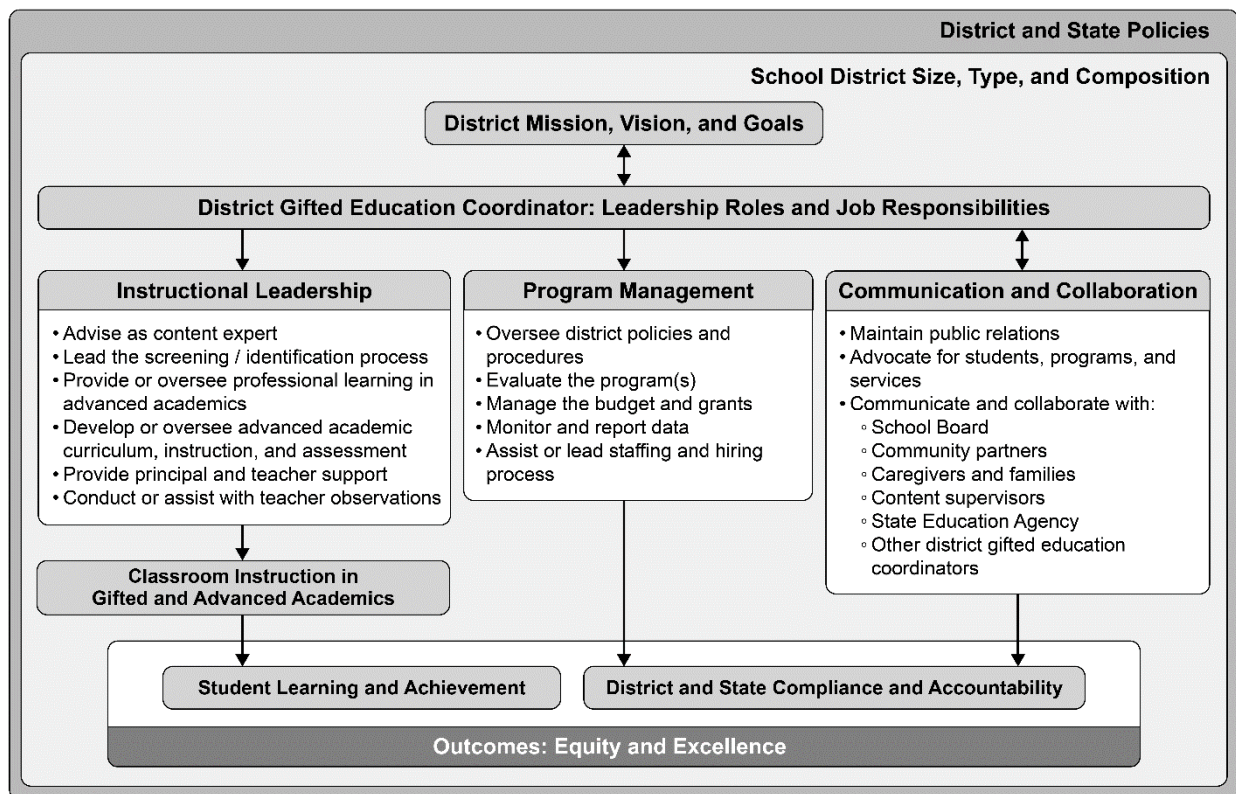 District and State Policies
School District Size, Type, and Composition
District Mission, Vision, and Goals
District Gifted Education Coordinator: Leadership Roles and Job Responsibilities
Instructional Leadership
• Advise as content expert
• Lead the screening / identification process
• Provide or oversee professional learning in
advanced academics
• Develop or oversee advanced academic
curriculum, instruction, and assessment
• Provide principal and teacher support
• Conduct or assist with teacher observations
Program Management
• Oversee district policies and
procedures
• Evaluate the program(s)
• Manage the budget and grants
• Monitor and report data
• Assist or lead staffing and hiring
process
Communication and Collaboration
• Maintain public relations
• Advocate for students, programs, and
services
• Communicate and collaborate with:
◦ School Board
◦ Community partners
◦ Caregivers and families
◦ Content supervisors
◦ State Education Agency
◦ Other district gifted education
coordinators
Classroom Instruction in
Gifted and Advanced Academics
Student Learning and Achievement
District and State Compliance and Accountability
Outcomes: Equity and Excellence